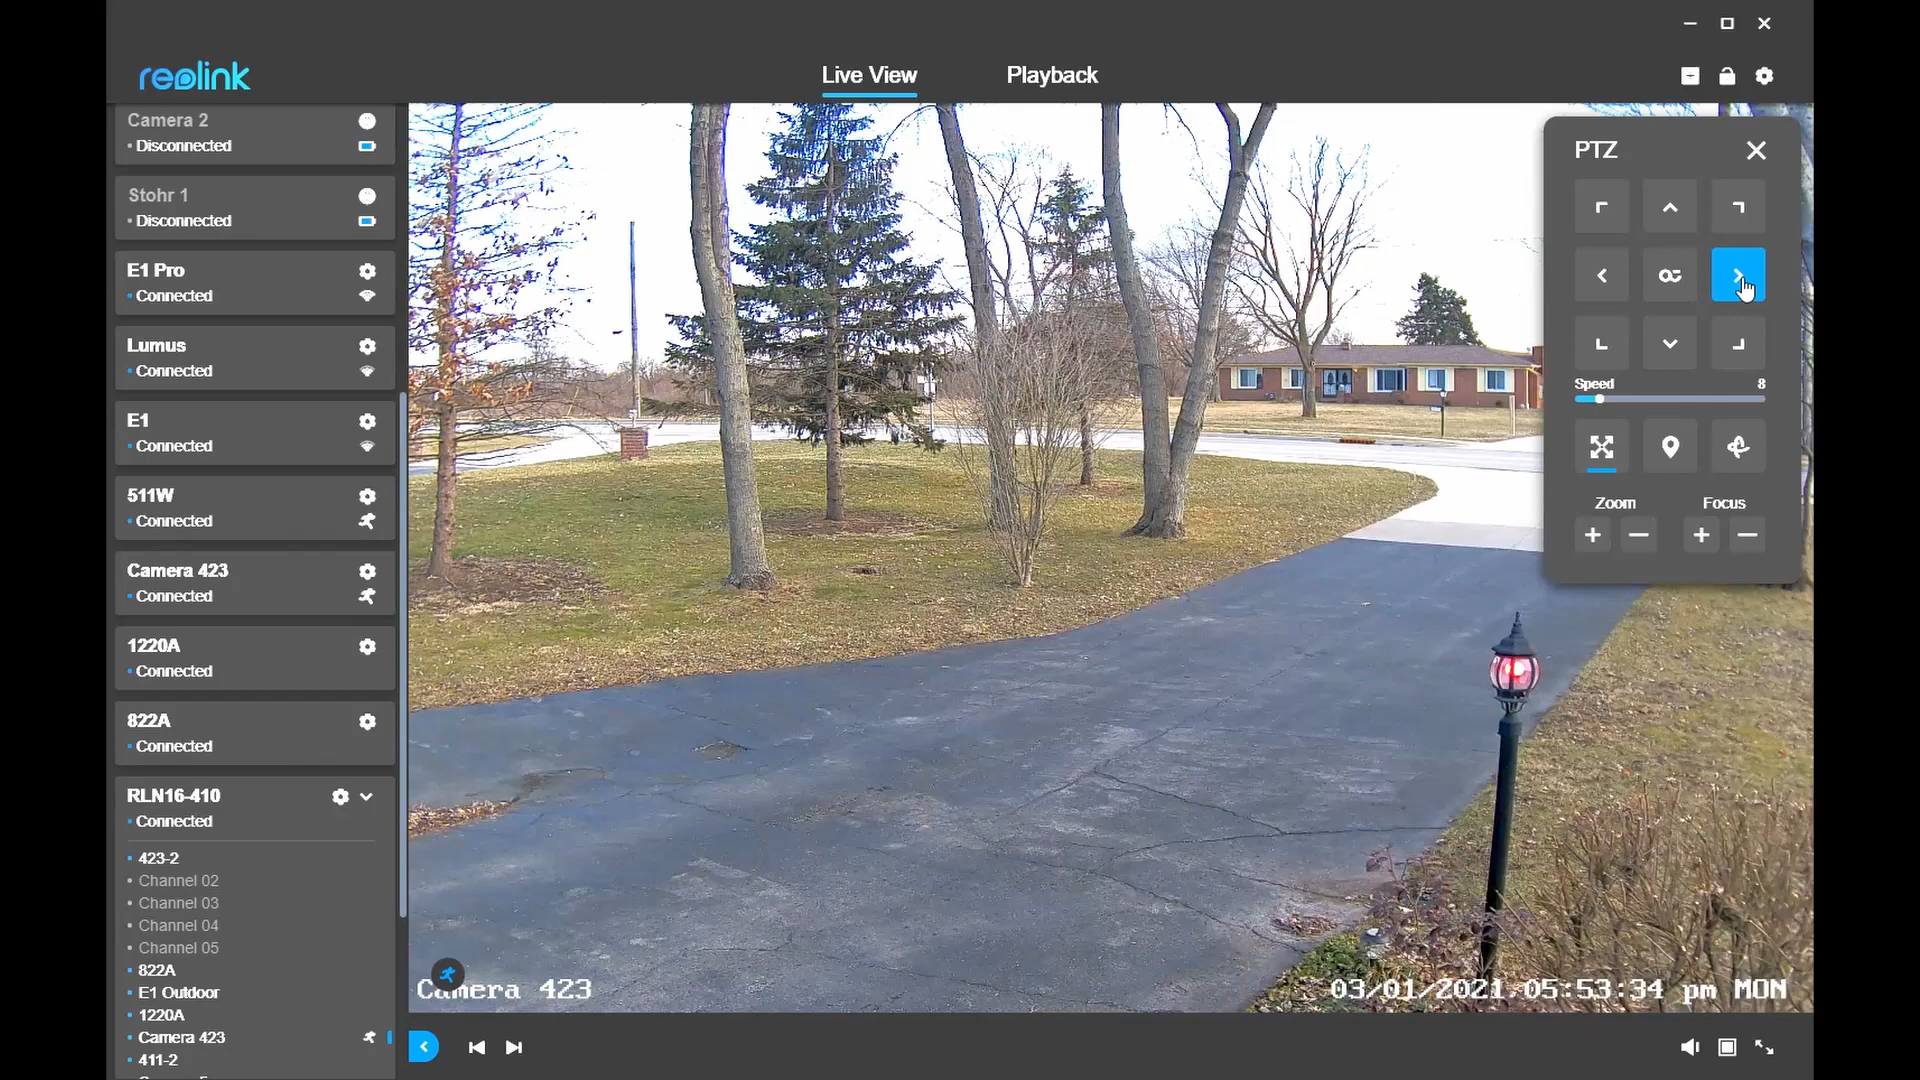 reolink
Live View
Playback
Camera 2
Disconnected
Stohr 1
Disconnected
E1 Pro
Connected
Lumus
Connected
E1
Connected
511W
Connected
Camera 423
Connected
1220A
Connected
822A
Connected
RLN16-410
Connected
423-2
Channel 02
Channel 03
Channel 04
Channel 05
822A
E1 Outdoor
1220A
Camera 423
411-2
PTZ
Speed 8
Zoom Focus
Camera 423
03/01/2021 05:53:34 pm MON